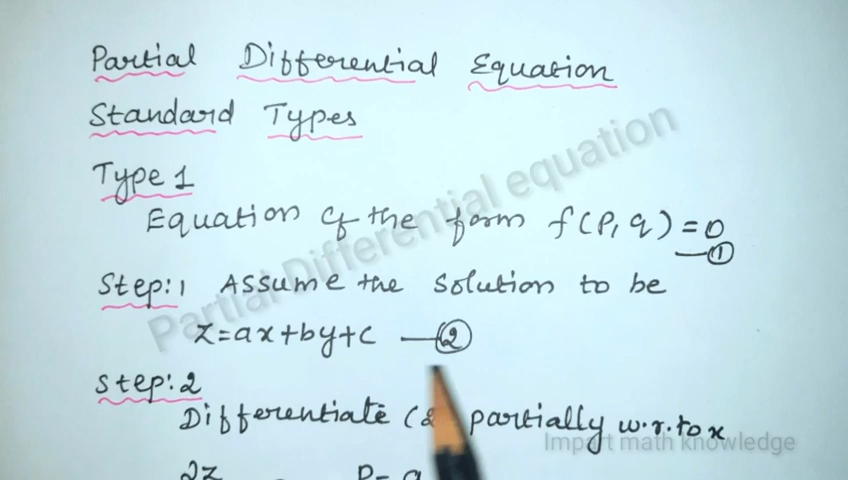 Partial Differential Equation
Standard Types
Type 1
Equation of the form f(P, q) = 0
—①
Step:1 Assume the solution to be
z=ax+by+c —②
Step:2
Differentiate (2 partially w.r.to x
Partial Differential equation
Impart math knowledge